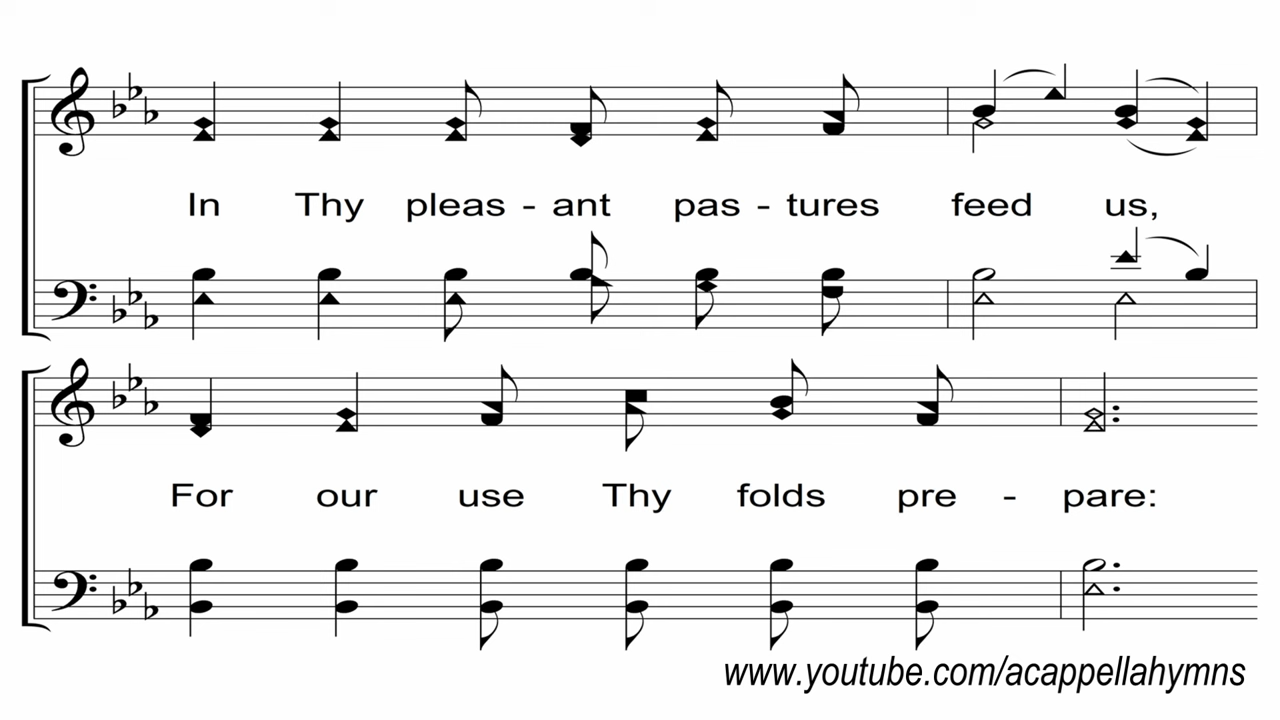 In Thy pleas - ant pas - tures feed us,
For our use Thy folds pre - pare:
www.youtube.com/acappellahymns